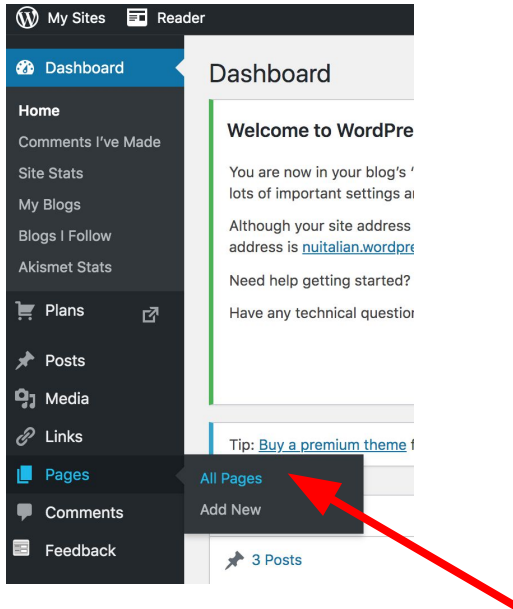 My Sites Reader
Dashboard
Home
Comments I've Made
Site Stats
My Blogs
Blogs I Follow
Akismet Stats
Plans
Posts
Media
Links
Pages
Comments
Feedback
All Pages
Add New
Dashboard
Welcome to WordPre
You are now in your blog's '
lots of important settings
Although your site address
address is nuitalian.wordpre
Need help getting started?
Have any technical question
Tip: Buy a premium theme f
3 Posts